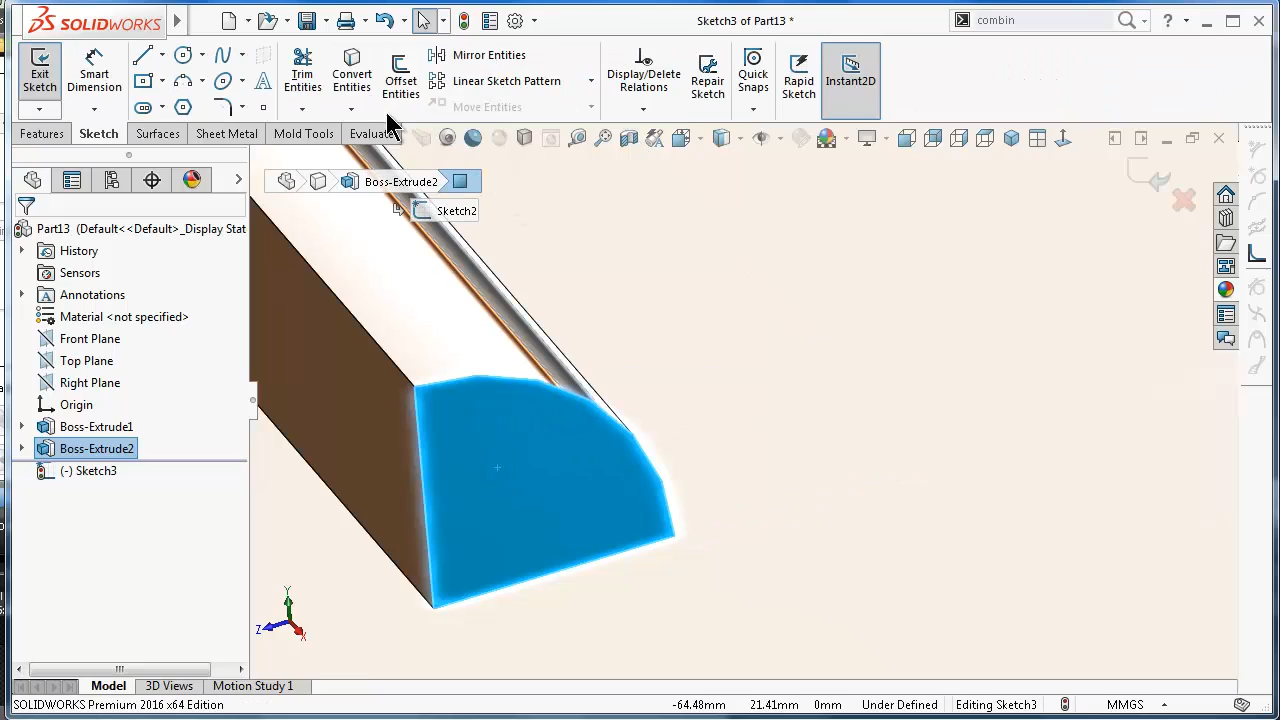 SOLIDWORKS
Sketch3 of Part13 *
combin
?
Exit Sketch
Smart Dimension
Trim Entities
Convert Entities
Offset Entities
Mirror Entities
Linear Sketch Pattern
Move Entities
Display/Delete Relations
Repair Sketch
Quick Snaps
Rapid Sketch
Instant2D
Features
Sketch
Surfaces
Sheet Metal
Mold Tools
Boss-Extrude2
Sketch2
Part13 (Default<<Default>_Display Stat
History
Sensors
Annotations
Material <not specified>
Front Plane
Top Plane
Right Plane
Origin
Boss-Extrude1
Boss-Extrude2
(-) Sketch3
Y
Z
X
Model
3D Views
Motion Study 1
SOLIDWORKS Premium 2016 x64 Edition
-64.48mm
21.41mm
0mm
Under Defined
Editing Sketch3
MMGS